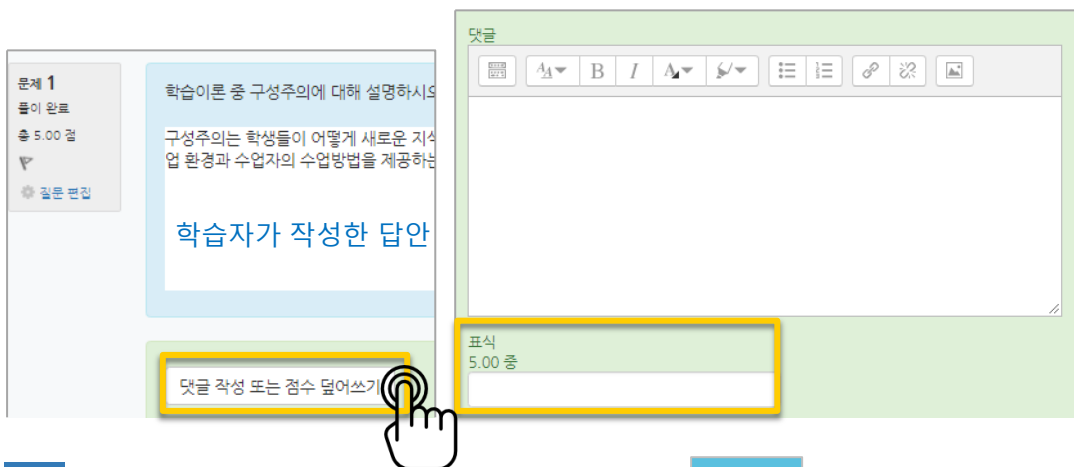 문제 1
풀이 완료
총 5.00 점
질문 편집
학습이론 중 구성주의에 대해 설명하시오
구성주의는 학생들이 어떻게 새로운 지식
업 환경과 수업자의 수업방법을 제공하는
학습자가 작성한 답안
댓글 작성 또는 점수 덮어쓰기
댓글
B I
표식
5.00 중